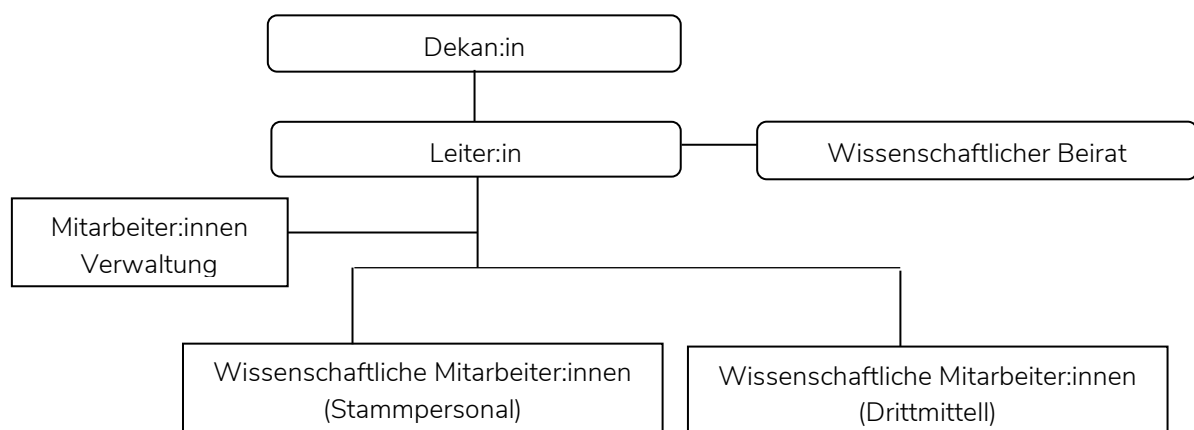 Dekan:in
Leiter:in
Wissenschaftlicher Beirat
Mitarbeiter:innen
Verwaltung
Wissenschaftliche Mitarbeiter:innen
(Stammpersonal)
Wissenschaftliche Mitarbeiter:innen
(Drittmittell)